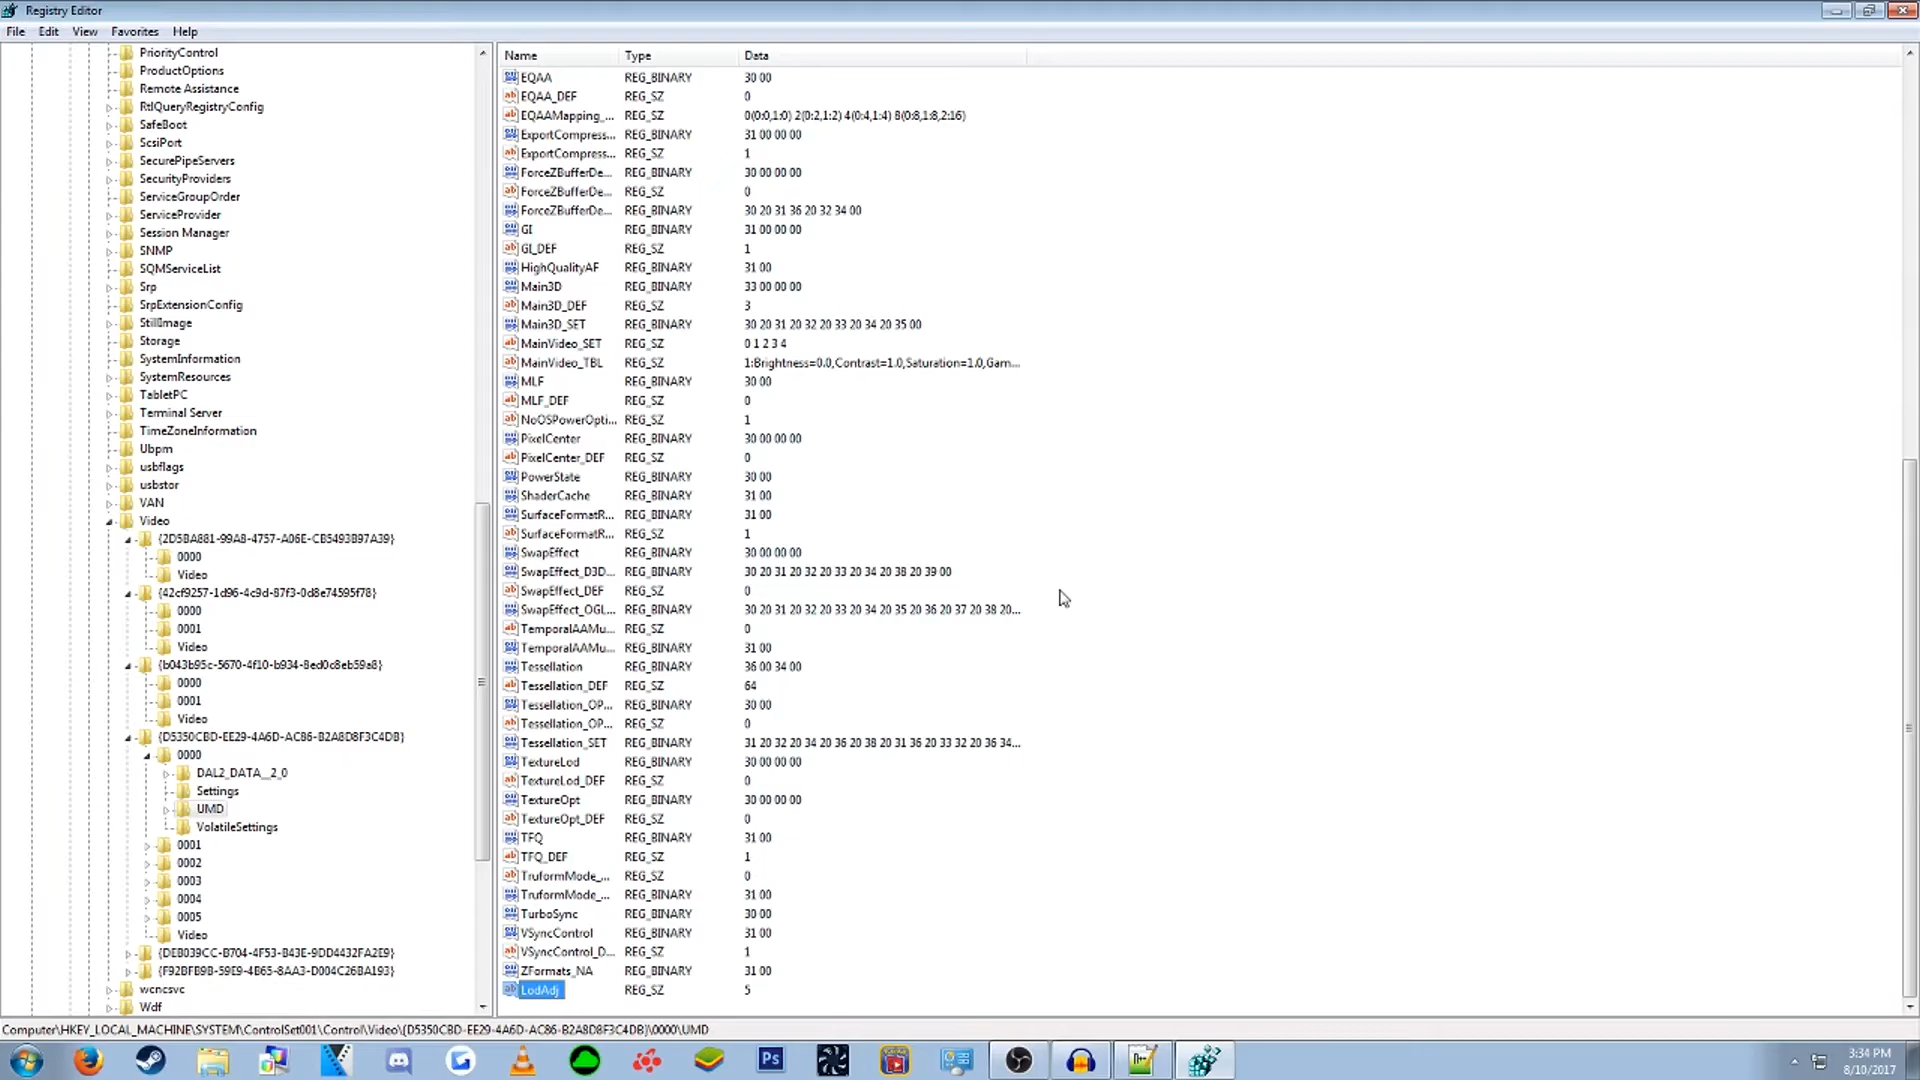 Registry Editor
File Edit View Favorites Help
PriorityControl
ProductOptions
Remote Assistance
RtlQueryRegistryConfig
SafeBoot
ScsiPort
SecurePipeServers
SecurityProviders
ServiceGroupOrder
ServiceProvider
Session Manager
SNMP
SQMServiceList
Srp
SrpExtensionConfig
StillImage
Storage
SystemInformation
SystemResources
TabletPC
Terminal Server
TimeZoneInformation
Ubpm
usbflags
usbstor
VAN
Video
{2D5BA881-99A8-4757-A06E-CB5493B97A39}
0000
Video
{42cf9257-1d96-4c9d-87f3-0d8e74595f78}
0000
0001
Video
{b043b95c-5670-4f10-b934-8ed0c8eb59a8}
0000
0001
Video
{D5350CBD-EE29-4A6D-AC86-B2A8D8F3C4DB}
0000
DAL2_DATA__2_0
Settings
UMD
VolatileSettings
0001
0002
0003
0004
0005
Video
{DEB039CC-B704-4F53-B43E-9DD4432FA2E9}
{F92BFB9B-59E9-4B65-8AA3-D004C26BA193}
wcncsvc
Wdf
Name Type Data
EQAA REG_BINARY 30 00
EQAA_DEF REG_SZ 0
EQAAMapping_... REG_SZ 0(0:0,1:0) 2(0:2,1:2) 4(0:4,1:4) 8(0:8,1:8,2:16)
ExportCompress... REG_BINARY 31 00 00 00
ExportCompress... REG_SZ 1
ForceZBufferDe... REG_BINARY 30 00 00 00
ForceZBufferDe... REG_SZ 0
ForceZBufferDe... REG_BINARY 30 20 31 36 20 32 34 00
GI REG_BINARY 31 00 00 00
GI_DEF REG_SZ 1
HighQualityAF REG_BINARY 31 00
Main3D REG_BINARY 33 00 00 00
Main3D_DEF REG_SZ 3
Main3D_SET REG_BINARY 30 20 31 20 32 20 33 20 34 20 35 00
MainVideo_SET REG_SZ 0 1 2 3 4
MainVideo_TBL REG_SZ 1:Brightness=0.0,Contrast=1.0,Saturation=1.0,Gam...
MLF REG_BINARY 30 00
MLF_DEF REG_SZ 0
NoOSPowerOpti... REG_SZ 1
PixelCenter REG_BINARY 30 00 00 00
PixelCenter_DEF REG_SZ 0
PowerState REG_BINARY 30 00
ShaderCache REG_BINARY 31 00
SurfaceFormatR... REG_BINARY 31 00
SurfaceFormatR... REG_SZ 1
SwapEffect REG_BINARY 30 00 00 00
SwapEffect_D3D... REG_BINARY 30 20 31 20 32 20 33 20 34 20 38 20 39 00
SwapEffect_DEF REG_SZ 0
SwapEffect_OGL... REG_BINARY 30 20 31 20 32 20 33 20 34 20 35 20 36 20 37 20 38 20...
TemporalAAMu... REG_SZ 0
TemporalAAMu... REG_BINARY 31 00
Tessellation REG_BINARY 36 00 34 00
Tessellation_DEF REG_SZ 64
Tessellation_OP... REG_BINARY 30 00
Tessellation_OP... REG_SZ 0
Tessellation_SET REG_BINARY 31 20 32 20 34 20 36 20 38 20 31 36 20 33 32 20 36 34...
TextureLod REG_BINARY 30 00 00 00
TextureLod_DEF REG_SZ 0
TextureOpt REG_BINARY 30 00 00 00
TextureOpt_DEF REG_SZ 0
TFQ REG_BINARY 31 00
TFQ_DEF REG_SZ 1
TruformMode_... REG_SZ 0
TruformMode_... REG_BINARY 31 00
TurboSync REG_BINARY 30 00
VSyncControl REG_BINARY 31 00
VSyncControl_D... REG_SZ 1
ZFormats_NA REG_BINARY 31 00
LodAdj REG_SZ 5
Computer\HKEY_LOCAL_MACHINE\SYSTEM\ControlSet001\Control\Video\{D5350CBD-EE29-4A6D-AC86-B2A8D8F3C4DB}\0000\UMD
Ps
3:34 PM
8/10/2017